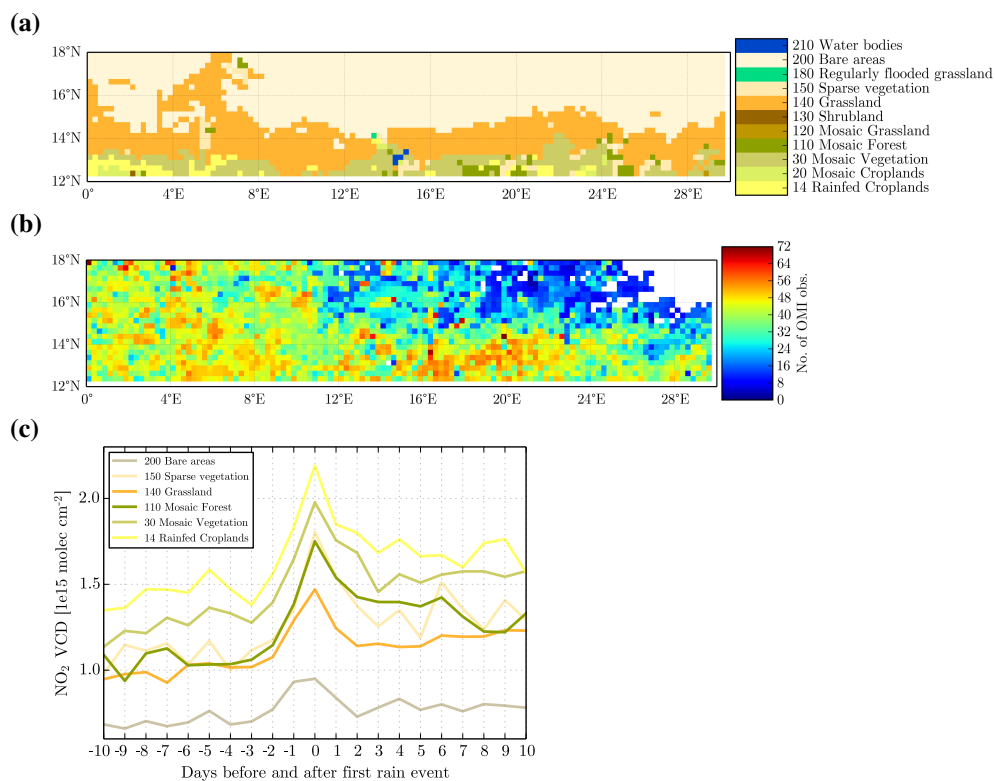 (a)
18°N
16°N
14°N
12°N
0°
4°E
8°E
12°E
16°E
20°E
24°E
28°E
210 Water bodies
200 Bare areas
180 Regularly flooded grassland
150 Sparse vegetation
140 Grassland
130 Shrubland
120 Mosaic Grassland
110 Mosaic Forest
30 Mosaic Vegetation
20 Mosaic Croplands
14 Rainfed Croplands
(b)
18°N
16°N
14°N
12°N
0°
4°E
8°E
12°E
16°E
20°E
24°E
28°E
72
64
56
48
40
32
24
16
8
0
No. of OMI obs.
(c)
200 Bare areas
150 Sparse vegetation
140 Grassland
110 Mosaic Forest
30 Mosaic Vegetation
14 Rainfed Croplands
2.0
1.5
1.0
NO₂ VCD [1e15 molec cm⁻²]
-10 -9 -8 -7 -6 -5 -4 -3 -2 -1 0 1 2 3 4 5 6 7 8 9 10
Days before and after first rain event